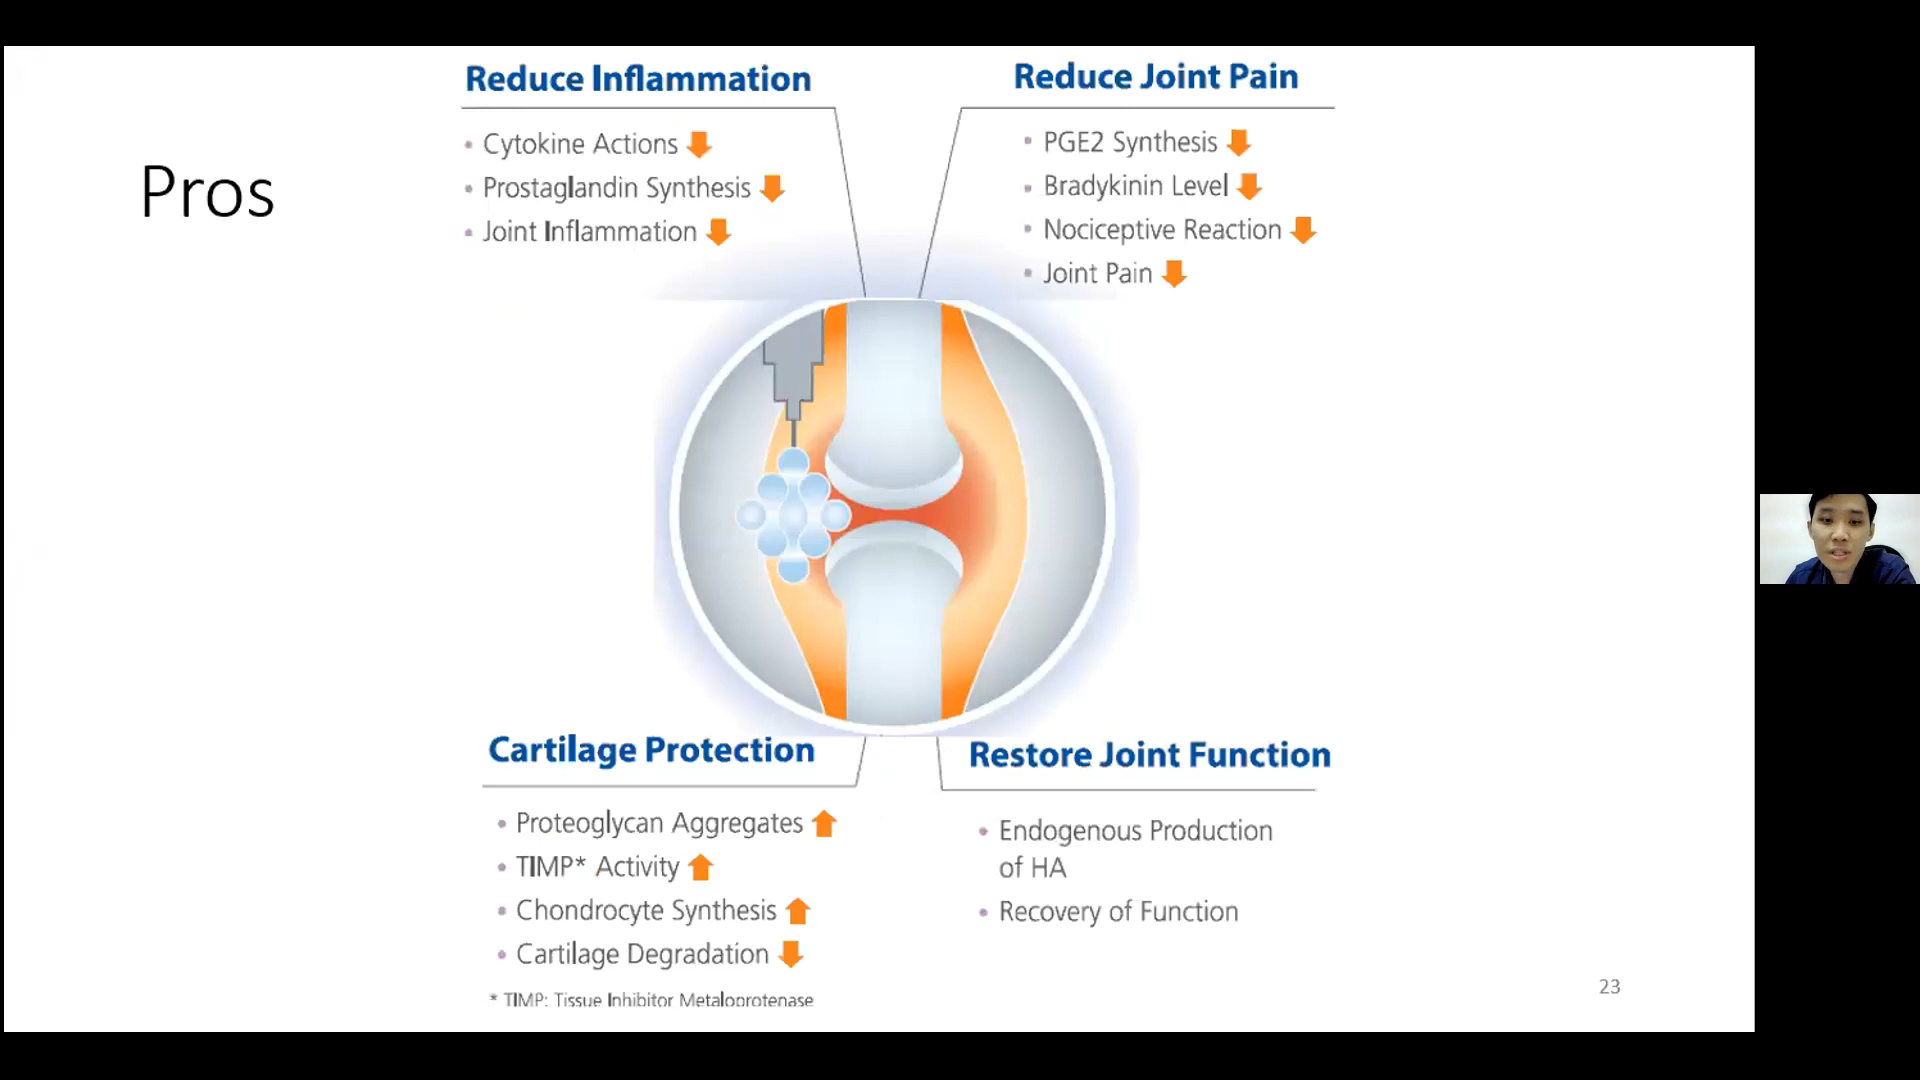 Pros
Reduce Inflammation
• Cytokine Actions
• Prostaglandin Synthesis
• Joint Inflammation
Reduce Joint Pain
• PGE2 Synthesis
• Bradykinin Level
• Nociceptive Reaction
• Joint Pain
Cartilage Protection
• Proteoglycan Aggregates
• TIMP* Activity
• Chondrocyte Synthesis
• Cartilage Degradation
* TIMP: Tissue Inhibitor Metaloprotenase
Restore Joint Function
• Endogenous Production
of HA
• Recovery of Function
23